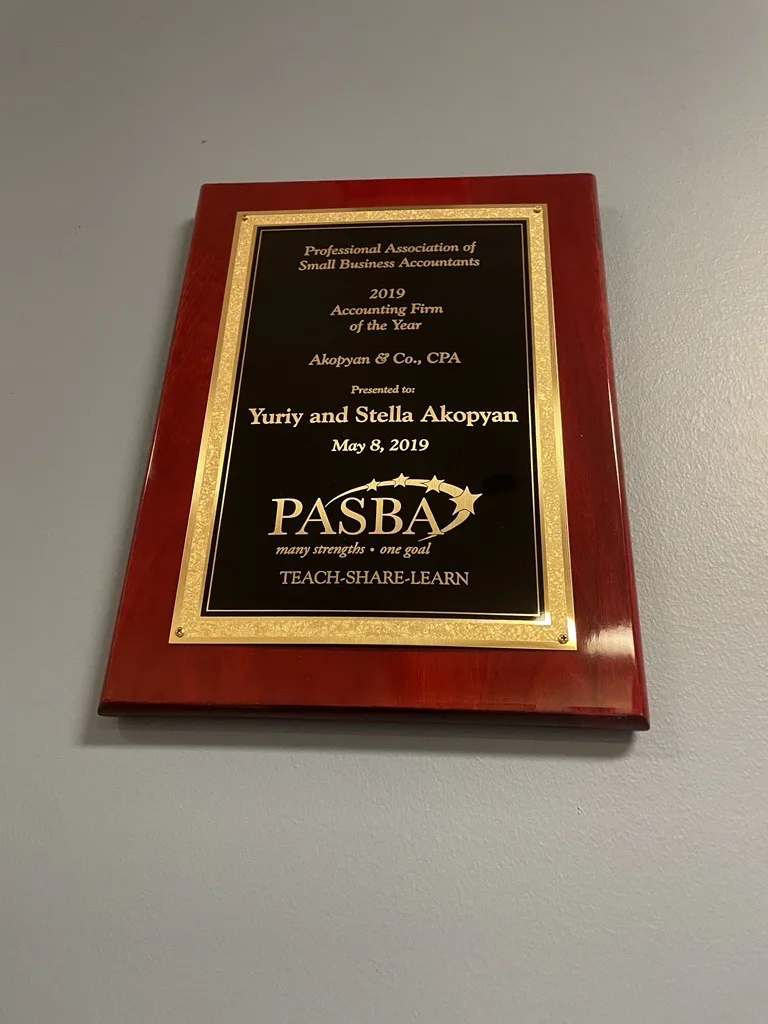 Professional Association of
Small Business Accountants
2019
Accounting Firm
of the Year
Akopyan & Co., CPA
Presented to:
Yuriy and Stella Akopyan
May 8, 2019
PASBA
many strengths • one goal
TEACH-SHARE-LEARN